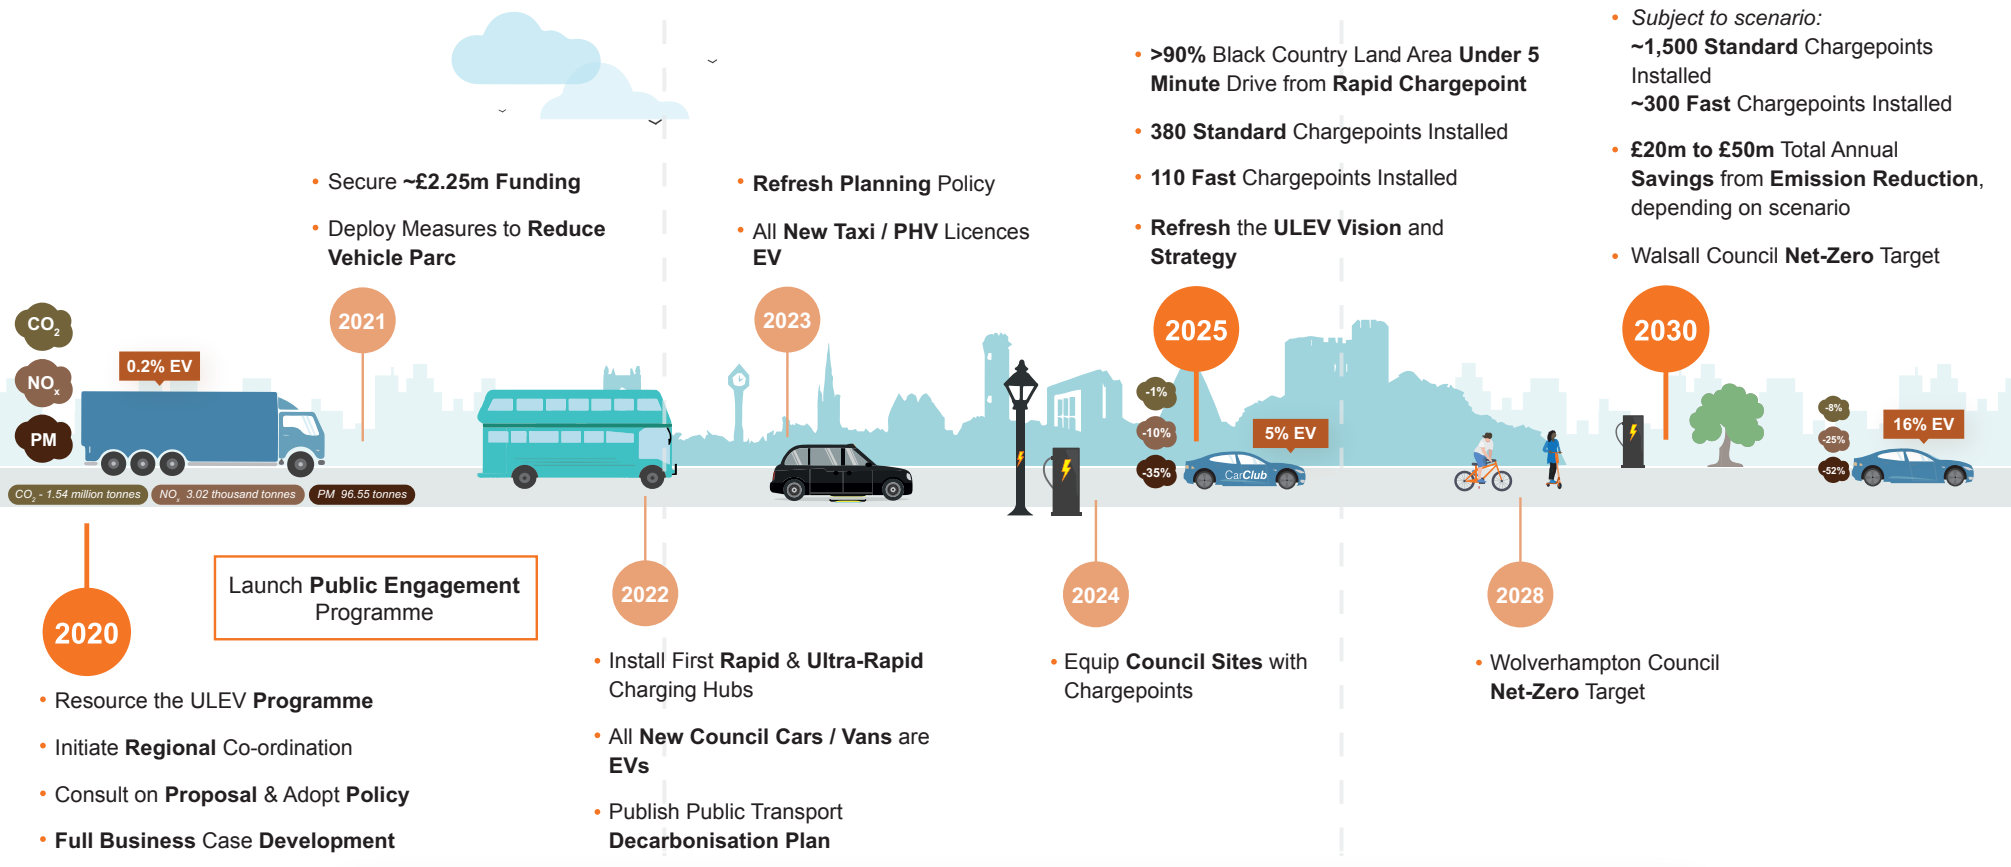 • Secure ~£2.25m Funding
• Deploy Measures to Reduce
Vehicle Parc
2021
• Refresh Planning Policy
• All New Taxi / PHV Licences
EV
2023
• >90% Black Country Land Area Under 5
Minute Drive from Rapid Chargepoint
• 380 Standard Chargepoints Installed
• 110 Fast Chargepoints Installed
• Refresh the ULEV Vision and
Strategy
2025
• Subject to scenario:
~1,500 Standard Chargepoints
Installed
~300 Fast Chargepoints Installed
• £20m to £50m Total Annual
Savings from Emission Reduction,
depending on scenario
• Walsall Council Net-Zero Target
2030
CO₂
NOₓ
PM
0.2% EV
CO₂ - 1.54 million tonnes
NOₓ 3.02 thousand tonnes
PM 96.55 tonnes
-1%
-10%
-35%
5% EV
CarClub
-8%
-25%
-52%
16% EV
2020
• Resource the ULEV Programme
• Initiate Regional Co-ordination
• Consult on Proposal & Adopt Policy
• Full Business Case Development
Launch Public Engagement
Programme
2022
• Install First Rapid & Ultra-Rapid
Charging Hubs
• All New Council Cars / Vans are
EVs
• Publish Public Transport
Decarbonisation Plan
2024
• Equip Council Sites with
Chargepoints
2028
• Wolverhampton Council
Net-Zero Target